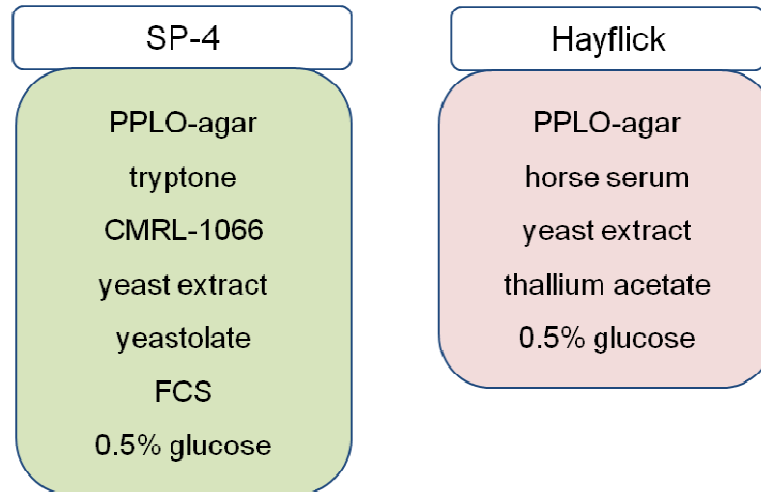 SP-4
PPLO-agar
tryptone
CMRL-1066
yeast extract
yeastolate
FCS
0.5% glucose
Hayflick
PPLO-agar
horse serum
yeast extract
thallium acetate
0.5% glucose